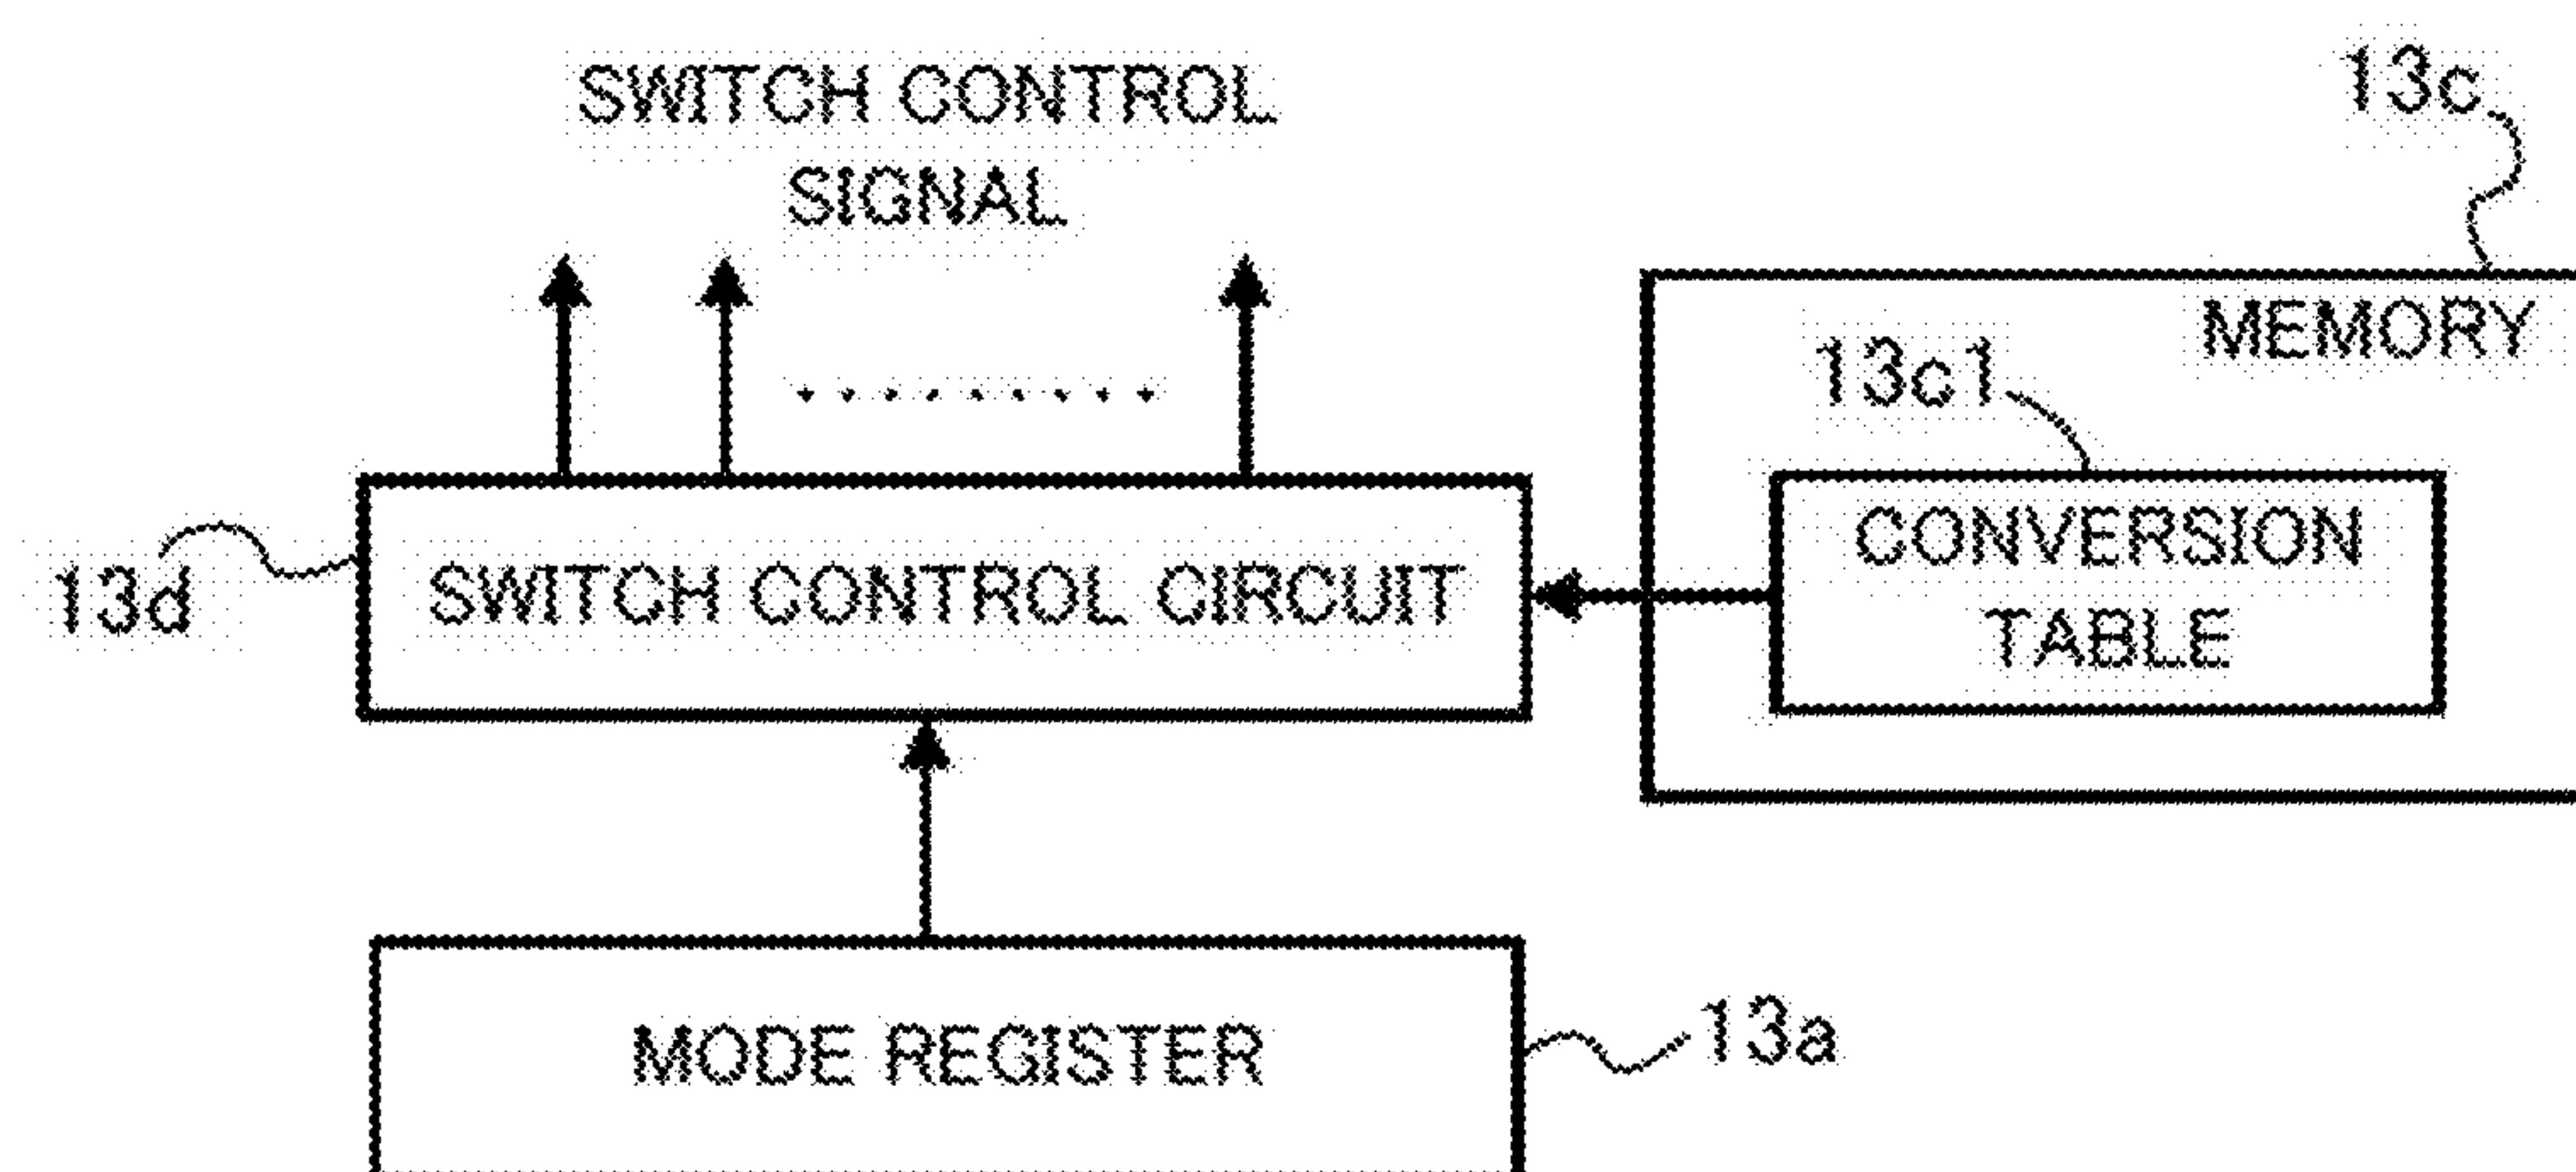 SWITCH CONTROL
SIGNAL
13c
MEMORY
13c1
CONVERSION
TABLE
13d
SWITCH CONTROL CIRCUIT
MODE REGISTER
13a